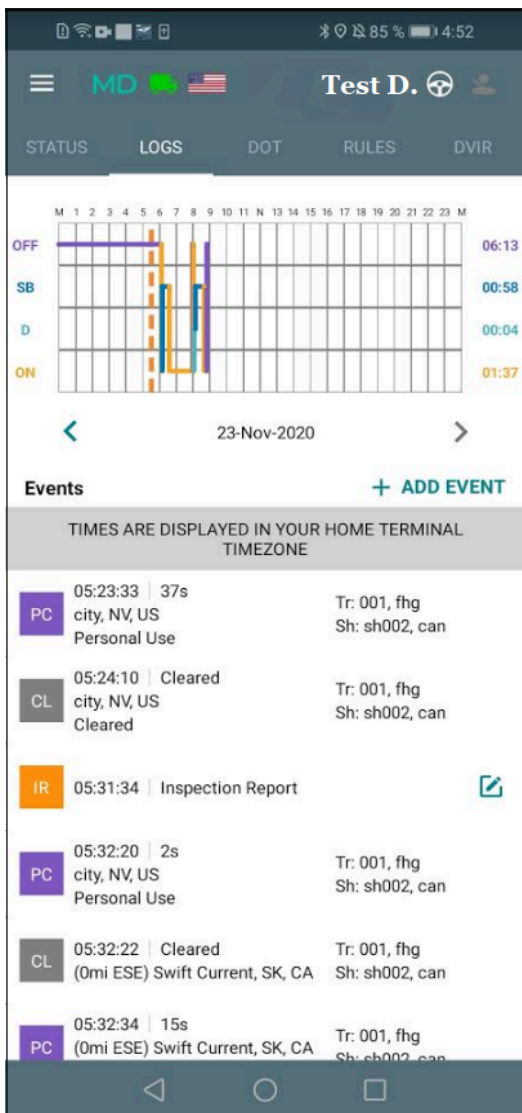 85 % 4:52
MD Test D.
STATUS LOGS DOT RULES DVIR
M 1 2 3 4 5 6 7 8 9 10 11 N 13 14 15 16 17 18 19 20 21 22 23 M
OFF 06:13
SB 00:58
D 00:04
ON 01:37
23-Nov-2020
Events + ADD EVENT
TIMES ARE DISPLAYED IN YOUR HOME TERMINAL
TIMEZONE
PC
05:23:33 | 37s
city, NV, US
Personal Use
Tr: 001, fhg
Sh: sh002, can
CL
05:24:10 | Cleared
city, NV, US
Cleared
Tr: 001, fhg
Sh: sh002, can
IR
05:31:34 | Inspection Report
PC
05:32:20 | 2s
city, NV, US
Personal Use
Tr: 001, fhg
Sh: sh002, can
CL
05:32:22 | Cleared
(0mi ESE) Swift Current, SK, CA
Tr: 001, fhg
Sh: sh002, can
PC
05:32:34 | 15s
(0mi ESE) Swift Current, SK, CA
Tr: 001, fhg
Sh: sh002, can